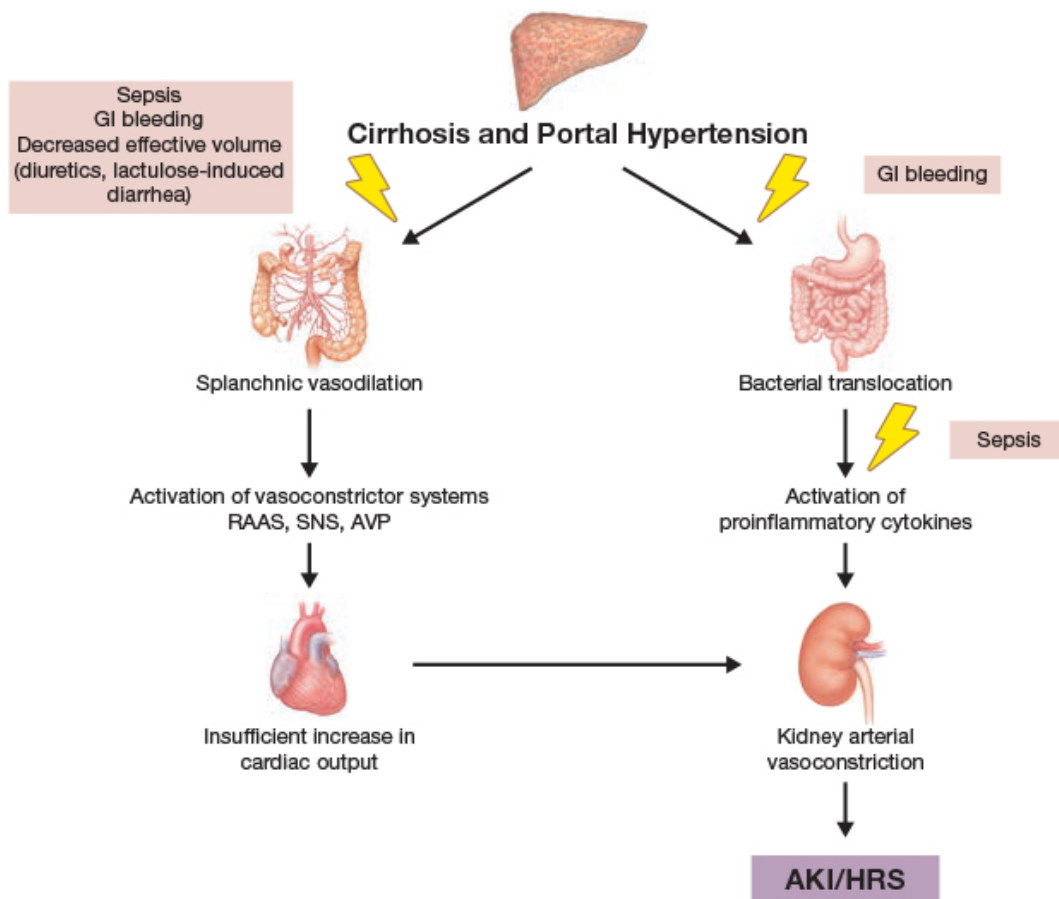 Sepsis
GI bleeding
Decreased effective volume
(diuretics, lactulose-induced
diarrhea)
Cirrhosis and Portal Hypertension
GI bleeding
Splanchnic vasodilation
Bacterial translocation
Sepsis
Activation of vasoconstrictor systems
RAAS, SNS, AVP
Activation of
proinflammatory cytokines
Insufficient increase in
cardiac output
Kidney arterial
vasoconstriction
AKI/HRS